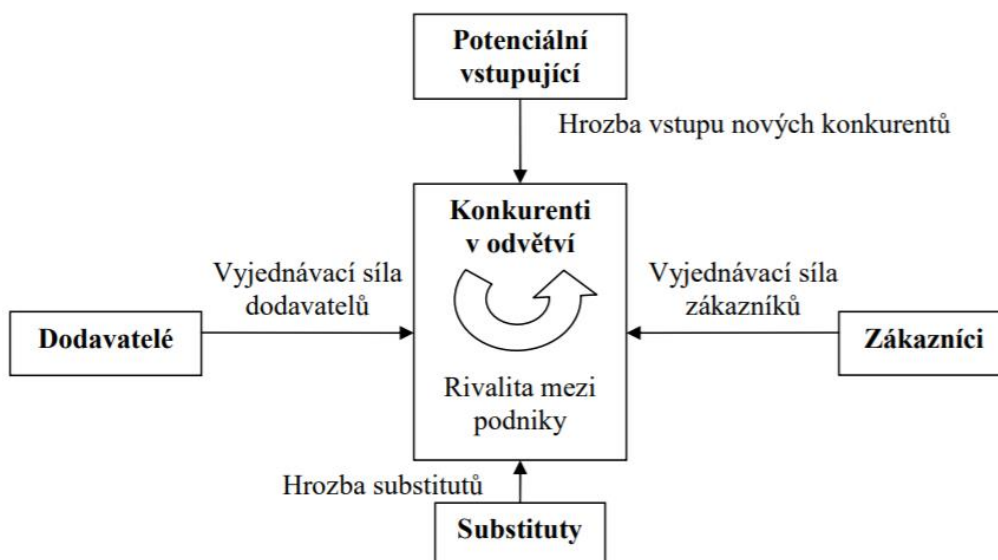 Potenciální
vstupující
Hrozba vstupu nových konkurentů
Konkurenti
v odvětví
Vyjednávací síla
dodavatelů
Vyjednávací síla
zákazníků
Dodavatelé
Zákazníci
Rivalita mezi
podniky
Hrozba substitutů
Substituty